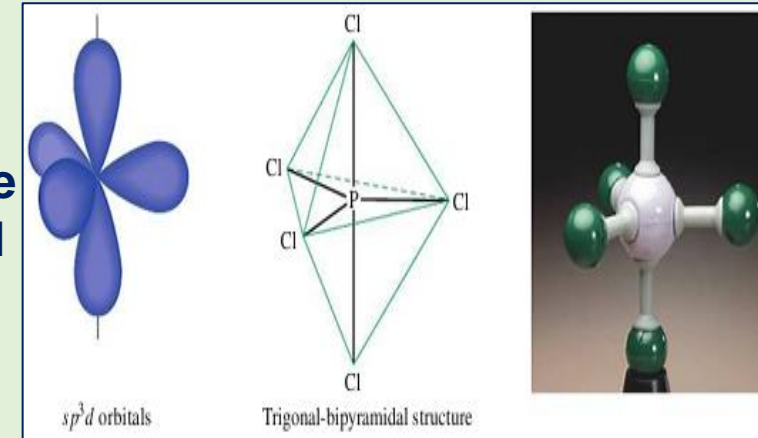 e
l
Cl
Cl
P
Cl
Cl
Cl
sp³d orbitals
Trigonal-bipyramidal structure